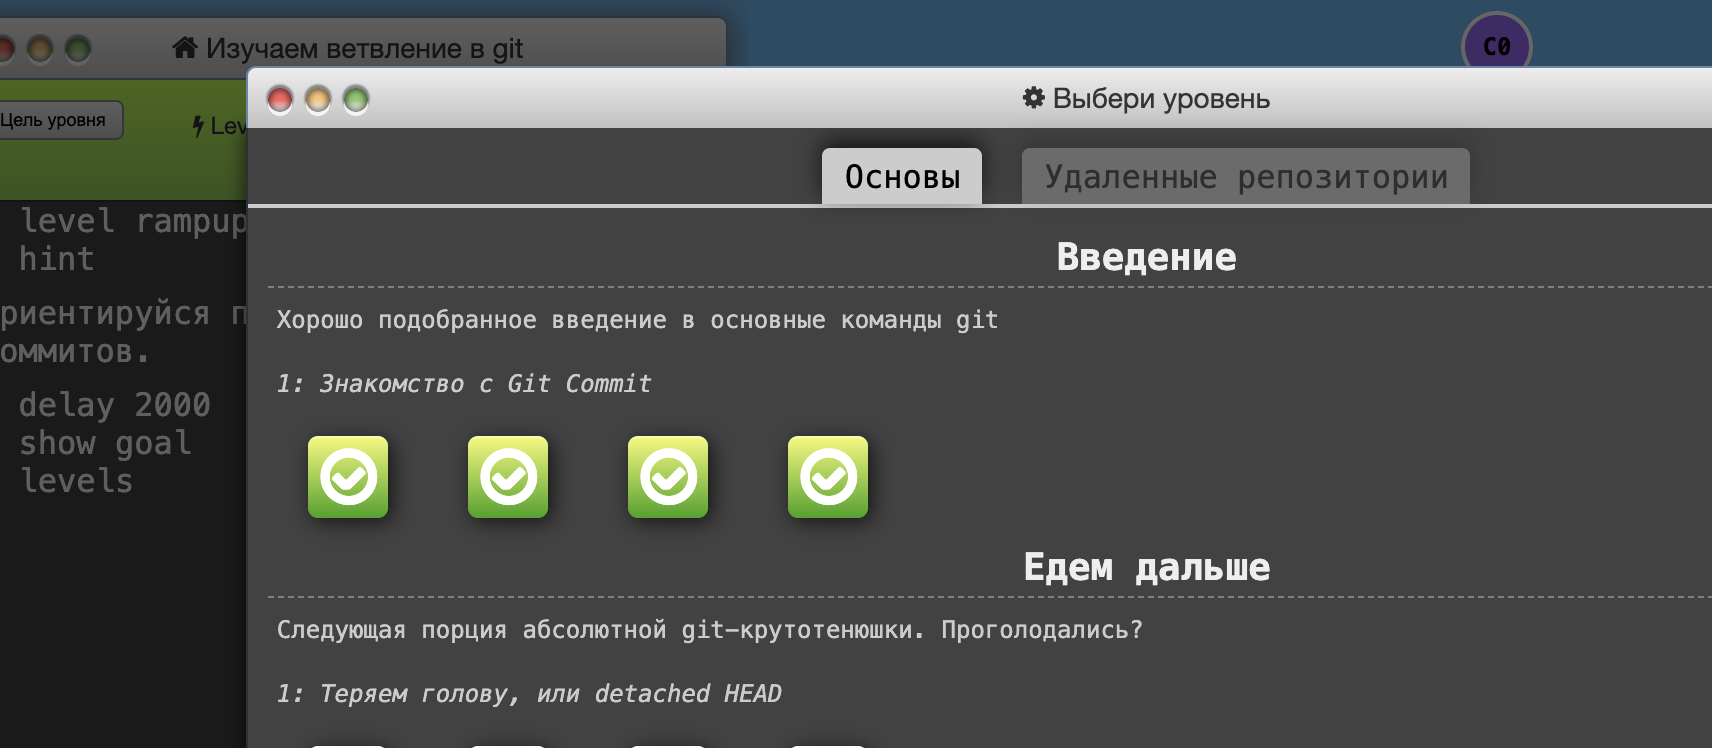 Изучаем ветвление в git
C0
Выбери уровень
Цель уровня
Lev
Основы
Удаленные репозитории
level rampup
hint
риентируйся п
оммитов.
delay 2000
show goal
levels
Введение
Хорошо подобранное введение в основные команды git
1: Знакомство с Git Commit
Едем дальше
Следующая порция абсолютной git-крутотенюшки. Проголодались?
1: Теряем голову, или detached HEAD